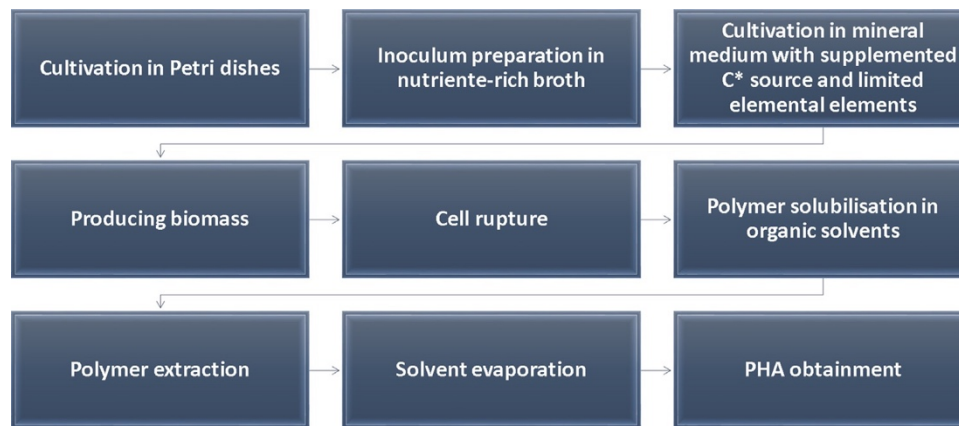 Cultivation in Petri dishes
Inoculum preparation in
nutriente-rich broth
Cultivation in mineral
medium with supplemented
C* source and limited
elemental elements
Producing biomass
Cell rupture
Polymer solubilisation in
organic solvents
Polymer extraction
Solvent evaporation
PHA obtainment